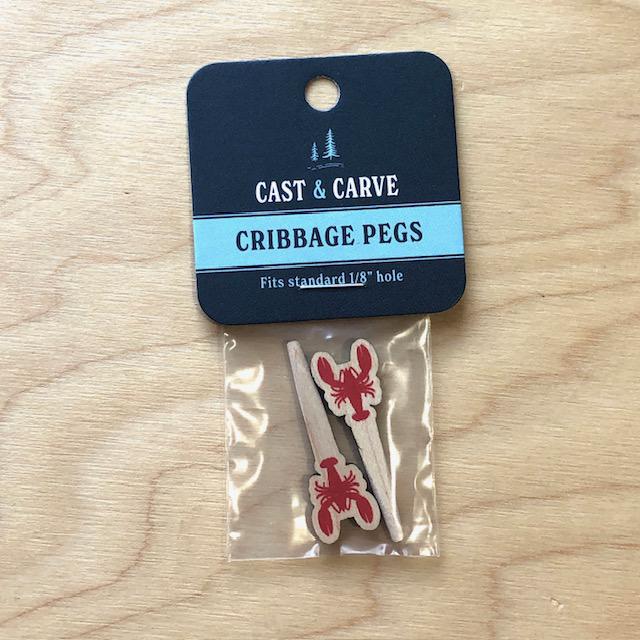 CAST & CARVE
CRIBBAGE PEGS
Fits standard 1/8" hole